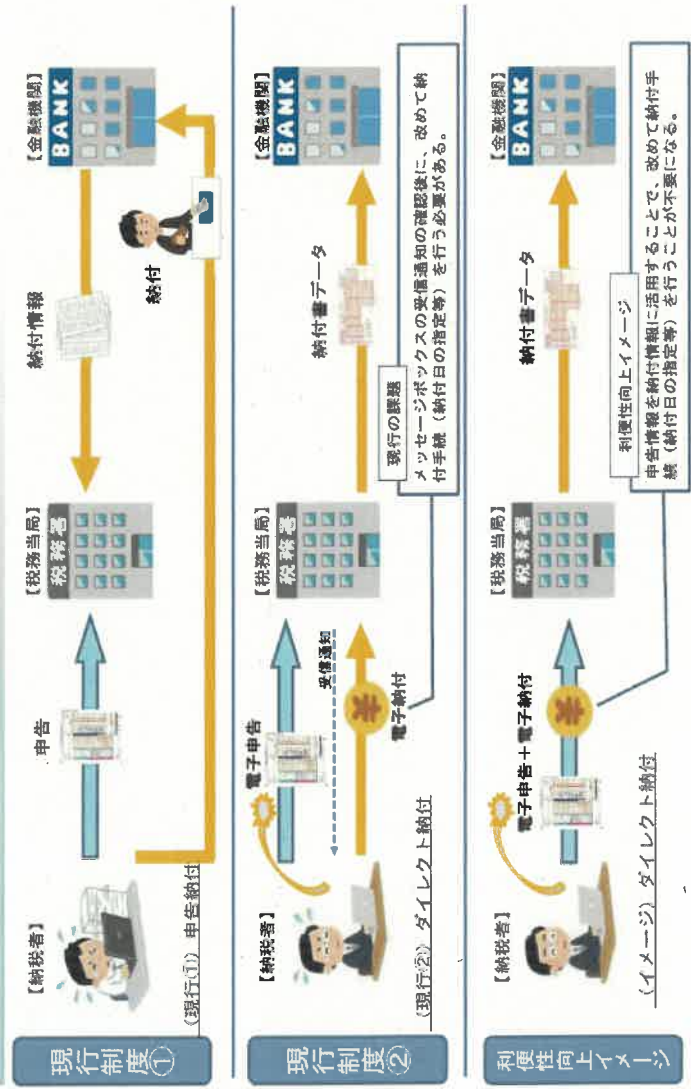 現行制度①
(現行①) 申告納付
【納税者】
申告
【税務当局】
税務署
納付情報
納付
【金融機関】
BANK
現行制度②
(現行②) ダイレクト納付
【納税者】
電子申告
受信通知
電子納付
【税務当局】
税務署
納付書データ
【金融機関】
BANK
現行の課題
メッセージボックスの受信通知の確認後に、改めて納
付手続（納付日の指定等）を行う必要がある。
利便性向上イメージ
(イメージ) ダイレクト納付
【納税者】
電子申告＋電子納付
【税務当局】
税務署
納付書データ
【金融機関】
BANK
利便性向上イメージ
申告情報を納付情報に活用することで、改めて納付手
続（納付日の指定等）を行うことが不要になる。